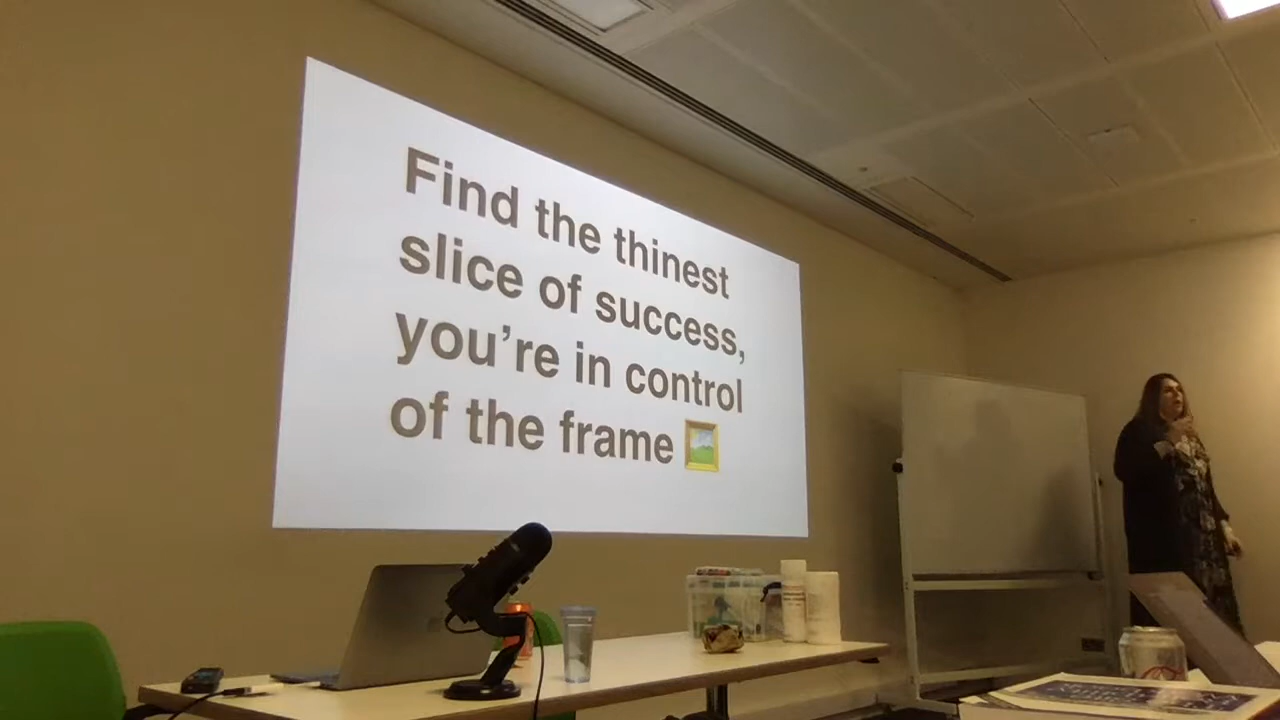 Find the thinest
slice of success,
you're in control
of the frame 🖼️